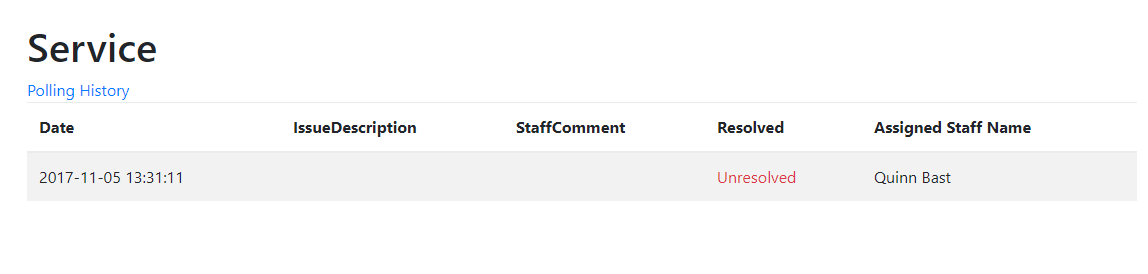 Service
Polling History
Date IssueDescription StaffComment Resolved Assigned Staff Name
2017-11-05 13:31:11 Unresolved Quinn Bast